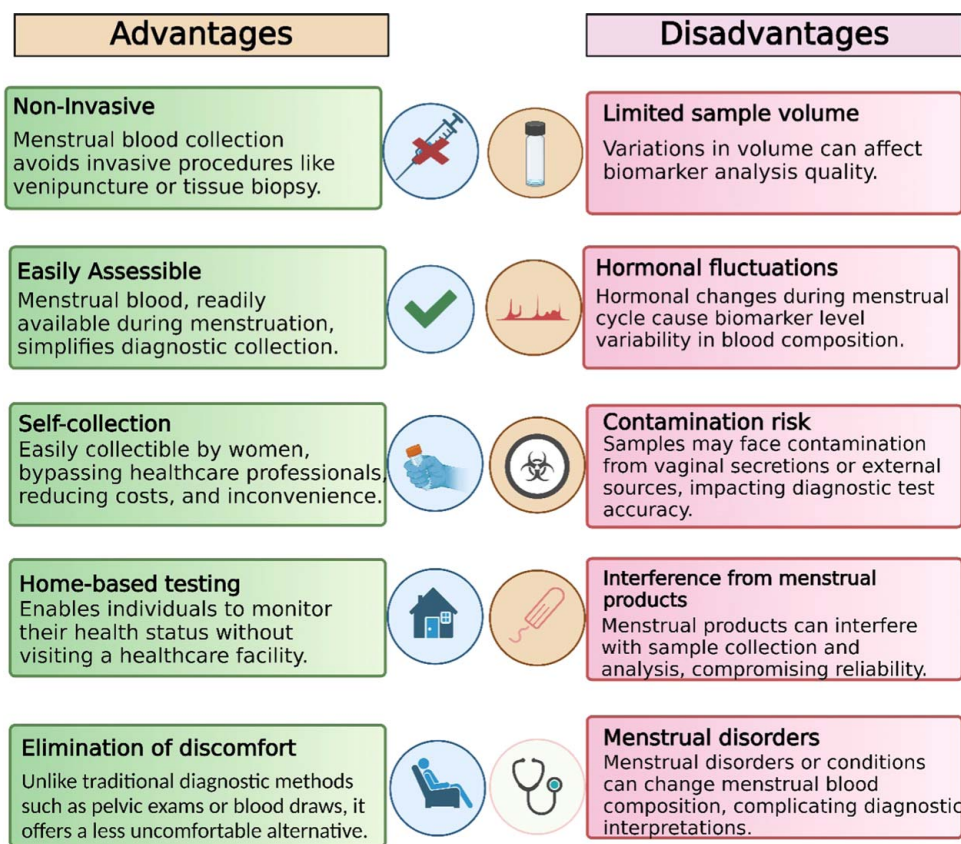 Advantages
Disadvantages
Non-Invasive
Menstrual blood collection
avoids invasive procedures like
venipuncture or tissue biopsy.
Limited sample volume
Variations in volume can affect
biomarker analysis quality.
Easily Assessible
Menstrual blood, readily
available during menstruation,
simplifies diagnostic collection.
Hormonal fluctuations
Hormonal changes during menstrual
cycle cause biomarker level
variability in blood composition.
Self-collection
Easily collectible by women,
bypassing healthcare professionals,
reducing costs, and inconvenience.
Contamination risk
Samples may face contamination
from vaginal secretions or external
sources, impacting diagnostic test
accuracy.
Home-based testing
Enables individuals to monitor
their health status without
visiting a healthcare facility.
Interference from menstrual
products
Menstrual products can interfere
with sample collection and
analysis, compromising reliability.
Elimination of discomfort
Unlike traditional diagnostic methods
such as pelvic exams or blood draws, it
offers a less uncomfortable alternative.
Menstrual disorders
Menstrual disorders or conditions
can change menstrual blood
composition, complicating diagnostic
interpretations.